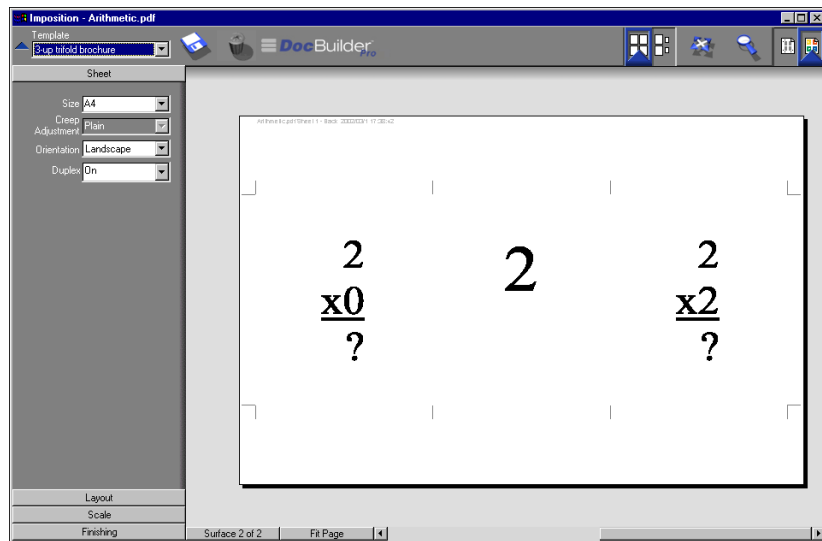 Imposition - Arithmetic.pdf
Template
3-up trifold brochure
DocBuilder
Pro
Sheet
Size A4
Creep
Adjustment Plain
Orientation Landscape
Duplex On
2
x0
?
2
2
x2
?
Layout
Scale
Finishing
Surface 2 of 2
Fit Page